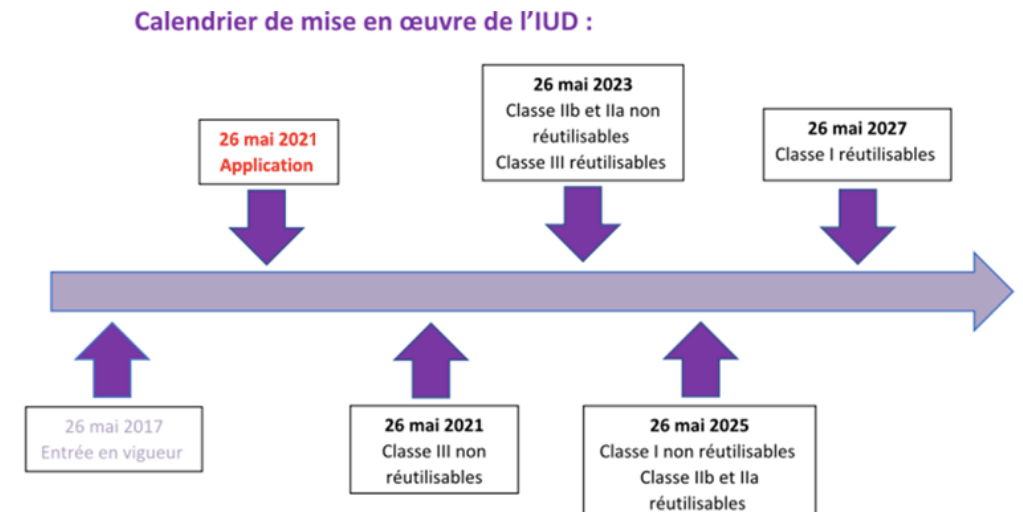 Calendrier de mise en œuvre de l’IUD :
26 mai 2023
Classe IIb et IIa non
réutilisables
Classe III réutilisables
26 mai 2021
Application
26 mai 2027
Classe I réutilisables
26 mai 2017
Entrée en vigueur
26 mai 2021
Classe III non
réutilisables
26 mai 2025
Classe I non réutilisables
Classe IIb et IIa
réutilisables